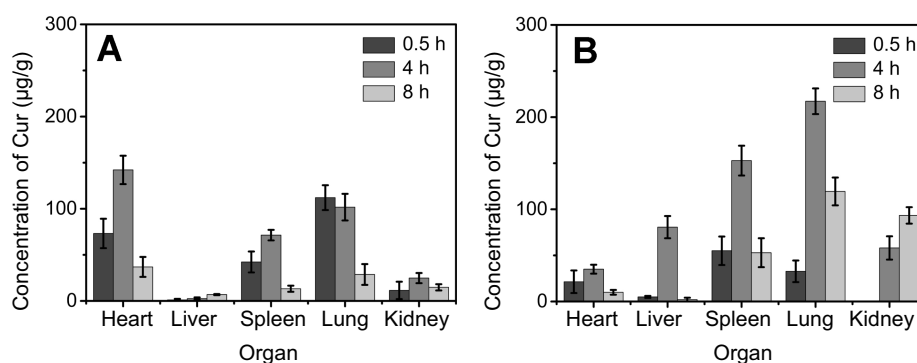 A
Concentration of Cur (µg/g)
300
200
100
0
0.5 h
4 h
8 h
Heart Liver Spleen Lung Kidney
Organ
B
Concentration of Cur (µg/g)
300
200
100
0
0.5 h
4 h
8 h
Heart Liver Spleen Lung Kidney
Organ